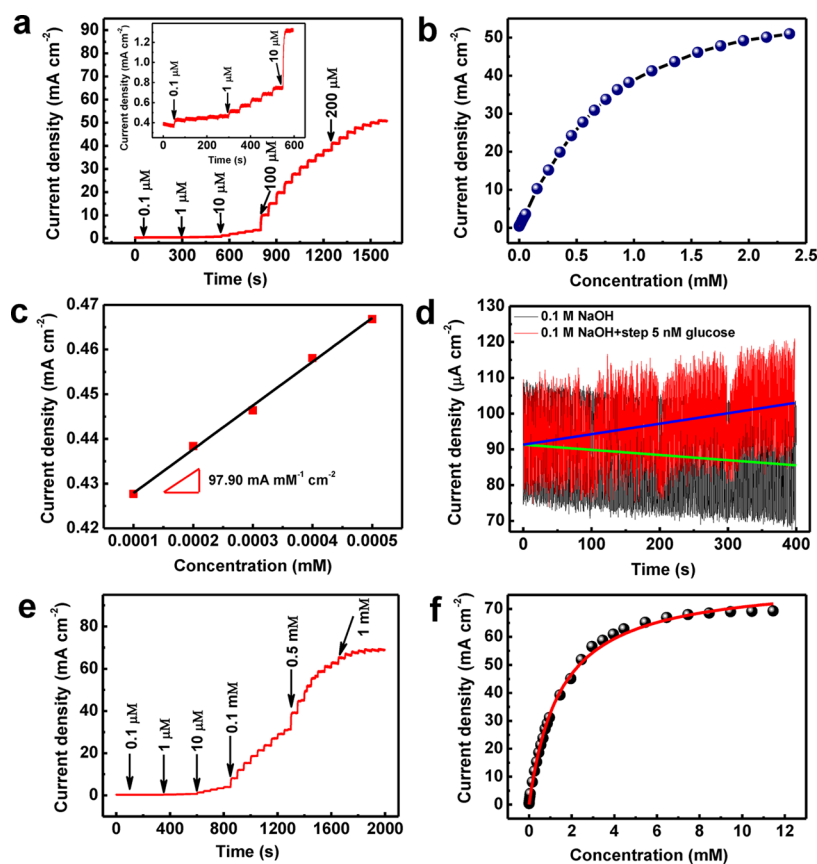 a
Current density (mA cm-2)
90
80
70
60
50
40
30
20
10
0
0 300 600 900 1200 1500
Time (s)
0.1 μM
1 μM
10 μM
100 μM
200 μM
Current density (mA cm-2)
1.2
1.0
0.8
0.6
0.4
0 200 400 600
Time (s)
0.1 μM
1 μM
10 μM
b
Current density (mA cm-2)
50
40
30
20
10
0
0.0 0.5 1.0 1.5 2.0 2.5
Concentration (mM)
c
Current density (mA cm-2)
0.47
0.46
0.45
0.44
0.43
0.42
97.90 mA mM-1 cm-2
0.0001 0.0002 0.0003 0.0004 0.0005
Concentration (mM)
d
Current density (μA cm-2)
130
120
110
100
90
80
70
0.1 M NaOH
0.1 M NaOH+step 5 nM glucose
0 100 200 300 400
Time (s)
e
Current density (mA cm-2)
80
60
40
20
0
0.1 μM
1 μM
10 μM
0.1 mM
0.5 mM
1 mM
0 400 800 1200 1600 2000
Time (s)
f
Current density (mA cm-2)
70
60
50
40
30
20
10
0
0 2 4 6 8 10 12
Concentration (mM)